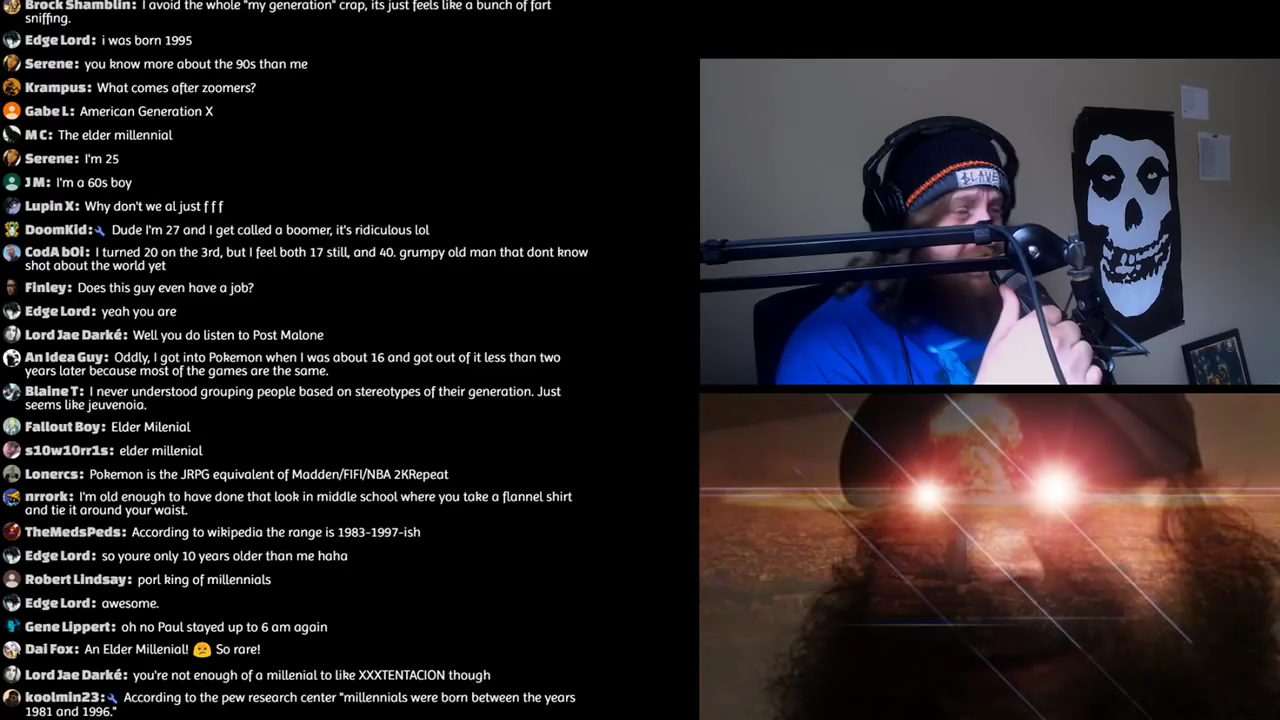 Brock Shamblin: I avoid the whole "my generation" crap, its just feels like a bunch of fart
sniffing.
Edge Lord: i was born 1995
Serene: you know more about the 90s than me
Krampus: What comes after zoomers?
Gabe L: American Generation X
M C: The elder millennial
Serene: I'm 25
J M: I'm a 60s boy
Lupin X: Why don't we al just f f f
DoomKid: Dude I'm 27 and I get called a boomer, it's ridiculous lol
CodA bOi: I turned 20 on the 3rd, but I feel both 17 still, and 40. grumpy old man that dont know
shot about the world yet
Finley: Does this guy even have a job?
Edge Lord: yeah you are
Lord Jae Darké: Well you do listen to Post Malone
An Idea Guy: Oddly, I got into Pokemon when I was about 16 and got out of it less than two
years later because most of the games are the same.
Blaine T: I never understood grouping people based on stereotypes of their generation. Just
seems like jeuvenoia.
Fallout Boy: Elder Milenial
s10w10rr1s: elder millenial
Lonercs: Pokemon is the JRPG equivalent of Madden/FIFI/NBA 2KRepeat
nrrork: I'm old enough to have done that look in middle school where you take a flannel shirt
and tie it around your waist.
TheMedsPeds: According to wikipedia the range is 1983-1997-ish
Edge Lord: so youre only 10 years older than me haha
Robert Lindsay: porl king of millennials
Edge Lord: awesome.
Gene Lippert: oh no Paul stayed up to 6 am again
Dai Fox: An Elder Millenial! 😕 So rare!
Lord Jae Darké: you're not enough of a millenial to like XXXTENTACION though
koolmin23: According to the pew research center "millennials were born between the years
1981 and 1996."
$LAVE